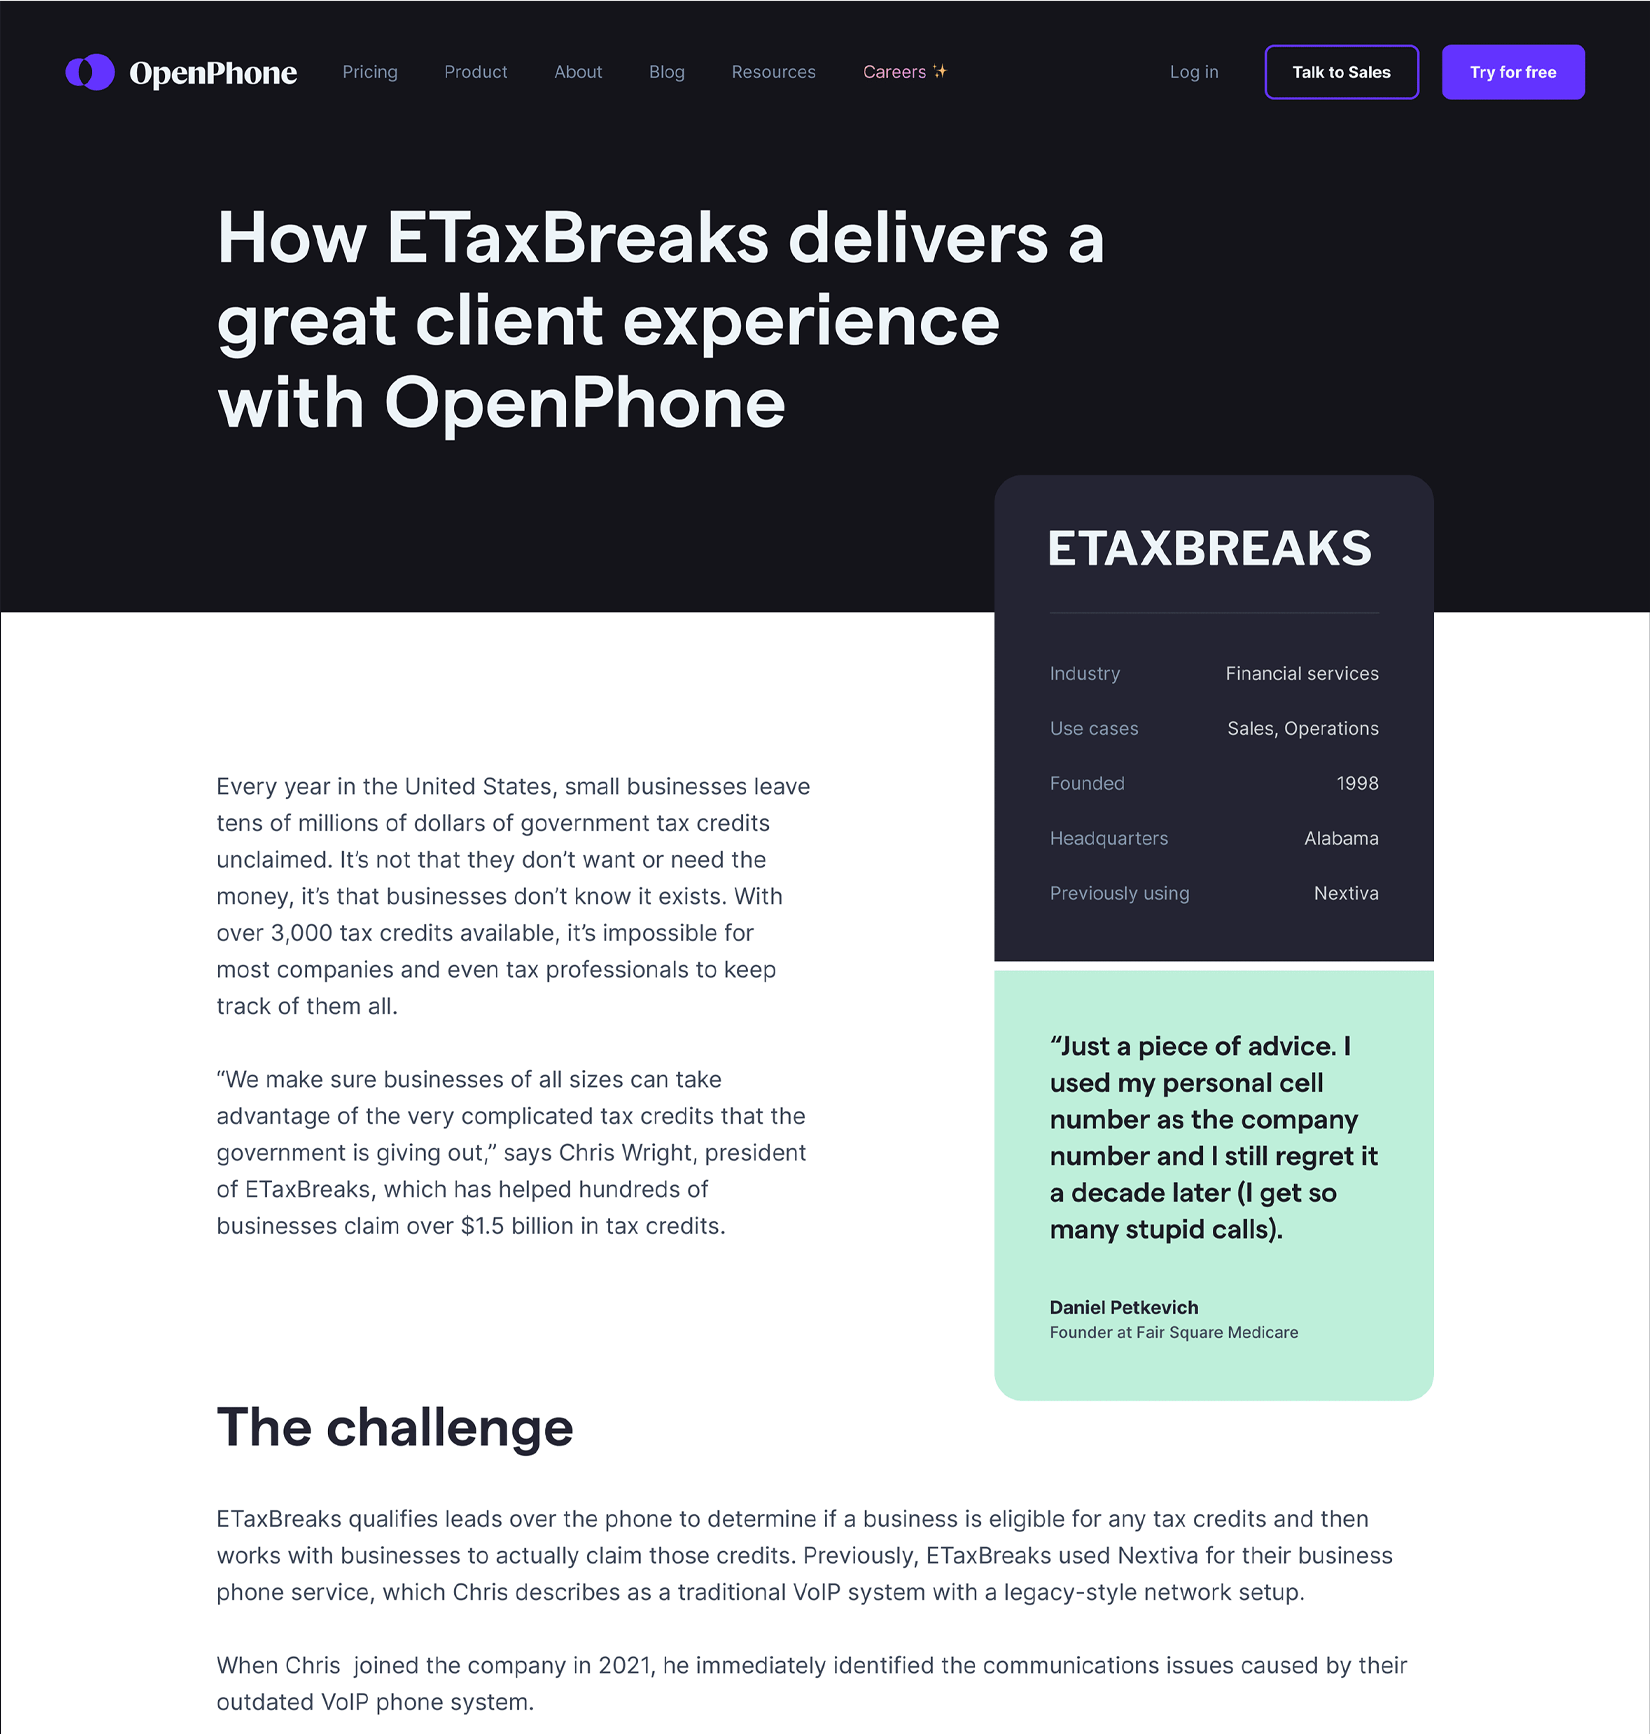 OpenPhone
Pricing
Product
About
Blog
Resources
Careers ✨
Log in
Talk to Sales
Try for free
How ETaxBreaks delivers a
great client experience
with OpenPhone
ETAXBREAKS
Industry Financial services
Use cases Sales, Operations
Founded 1998
Headquarters Alabama
Previously using Nextiva
Every year in the United States, small businesses leave
tens of millions of dollars of government tax credits
unclaimed. It’s not that they don’t want or need the
money, it’s that businesses don’t know it exists. With
over 3,000 tax credits available, it’s impossible for
most companies and even tax professionals to keep
track of them all.
“We make sure businesses of all sizes can take
advantage of the very complicated tax credits that the
government is giving out,” says Chris Wright, president
of ETaxBreaks, which has helped hundreds of
businesses claim over $1.5 billion in tax credits.
“Just a piece of advice. I
used my personal cell
number as the company
number and I still regret it
a decade later (I get so
many stupid calls).
Daniel Petkevich
Founder at Fair Square Medicare
The challenge
ETaxBreaks qualifies leads over the phone to determine if a business is eligible for any tax credits and then
works with businesses to actually claim those credits. Previously, ETaxBreaks used Nextiva for their business
phone service, which Chris describes as a traditional VoIP system with a legacy-style network setup.
When Chris  joined the company in 2021, he immediately identified the communications issues caused by their
outdated VoIP phone system.